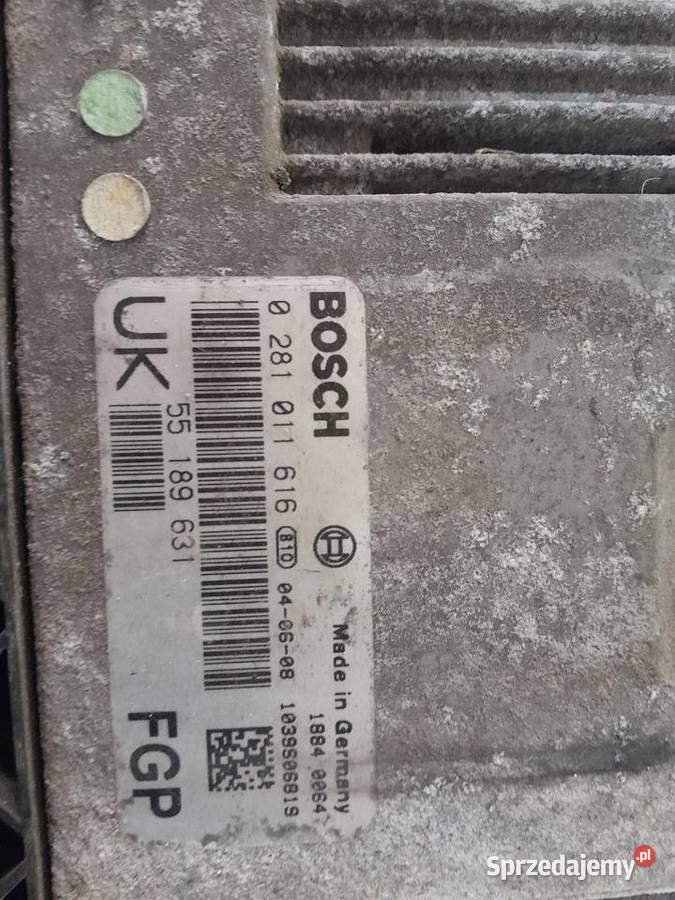 BOSCH
Made in Germany
0 281 011 616 810 04-06-08
1884 0064
1039S06819
UK
55 189 631
FGP
Sprzedajemy.pl